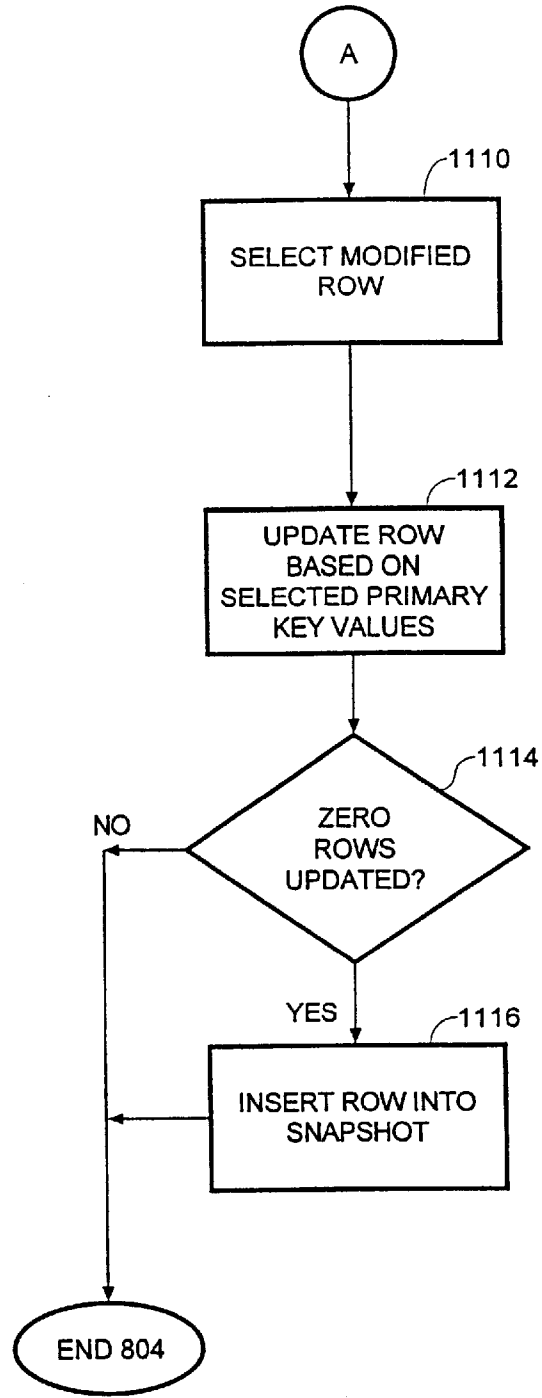 A
1110
SELECT MODIFIED
ROW
1112
UPDATE ROW
BASED ON
SELECTED PRIMARY
KEY VALUES
1114
ZERO
ROWS
UPDATED?
NO
YES
1116
INSERT ROW INTO
SNAPSHOT
END 804